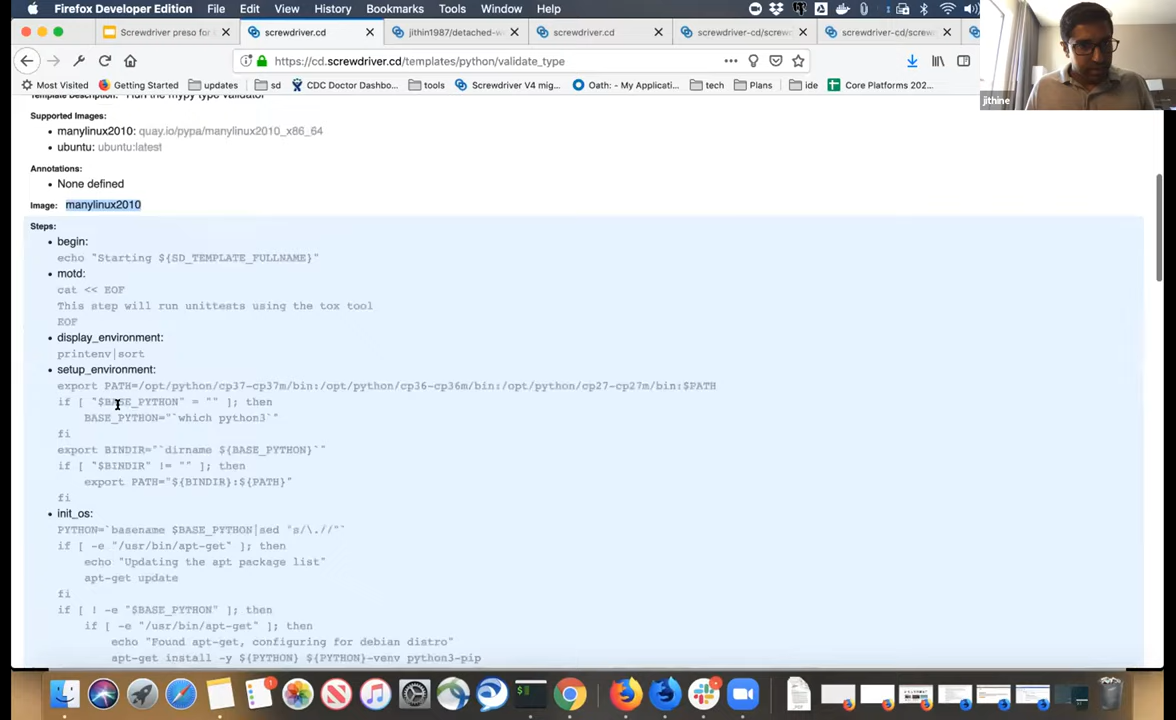 Firefox Developer Edition File Edit View History Bookmarks Tools Window Help
Screwdriver preso for
screwdriver.cd
jithin1987/detached-w
screwdriver.cd
screwdriver-cd/screw
screwdriver-cd/screw
https://cd.screwdriver.cd/templates/python/validate_type
Most Visited Getting Started updates sd CDC Doctor Dashbo... tools Screwdriver V4 mig... Oath: - My Applicati... tech Plans ide Core Platforms 202...
jithine
Template Description: Run the mypy type validator
Supported Images:
• manylinux2010: quay.io/pypa/manylinux2010_x86_64
• ubuntu: ubuntu:latest
Annotations:
• None defined
Image: manylinux2010
Steps:
• begin:
echo "Starting ${SD_TEMPLATE_FULLNAME}"
• motd:
cat << EOF
This step will run unittests using the tox tool
EOF
• display_environment:
printenv|sort
• setup_environment:
export PATH=/opt/python/cp37-cp37m/bin:/opt/python/cp36-cp36m/bin:/opt/python/cp27-cp27m/bin:$PATH
if [ "$BASE_PYTHON" = "" ]; then
BASE_PYTHON="`which python3`"
fi
export BINDIR="`dirname ${BASE_PYTHON}`"
if [ "$BINDIR" != "" ]; then
export PATH="${BINDIR}:${PATH}"
fi
• init_os:
PYTHON=`basename $BASE_PYTHON|sed "s/\.//"`
if [ -e "/usr/bin/apt-get" ]; then
echo "Updating the apt package list"
apt-get update
fi
if [ ! -e "$BASE_PYTHON" ]; then
if [ -e "/usr/bin/apt-get" ]; then
echo "Found apt-get, configuring for debian distro"
apt-get install -y ${PYTHON} ${PYTHON}-venv python3-pip